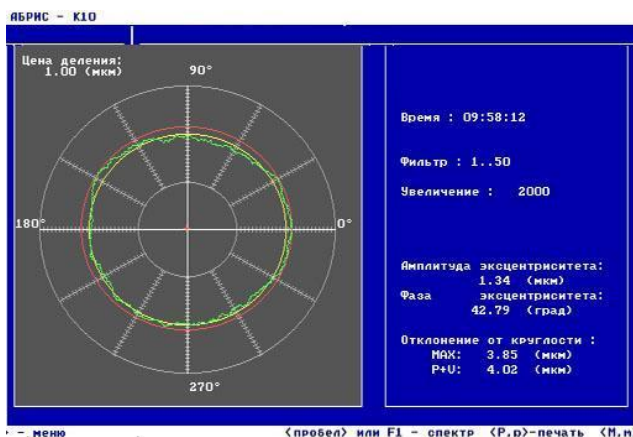 АБРИС - К10
Цена деления:
1.00 (мкм)
90°
180°
0°
270°
Время : 09:58:12
Фильтр : 1..50
Увеличение : 2000
Амплитуда эксцентриситета:
1.34 (мкм)
Фаза эксцентриситета:
42.79 (град)
Отклонение от круглости :
MAX: 3.85 (мкм)
P+V: 4.02 (мкм)
- меню (пробел) или F1 - спектр (P,p)-печать (М,м